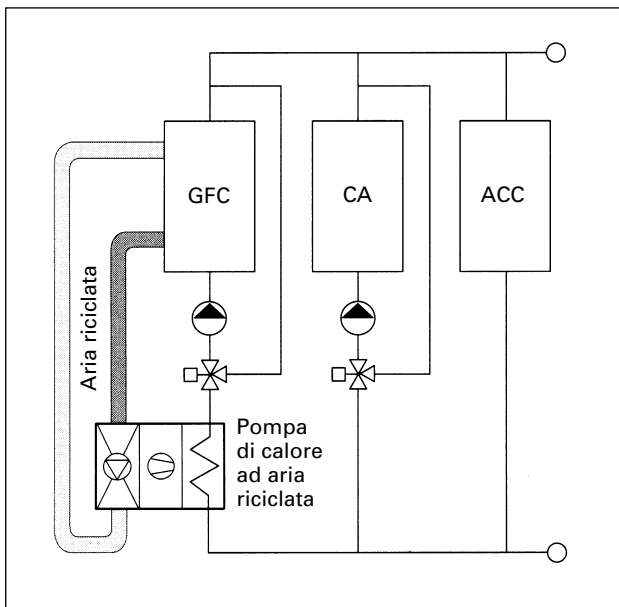 GFC
CA
ACC
Aria riciclata
Pompa
di calore
ad aria
riciclata